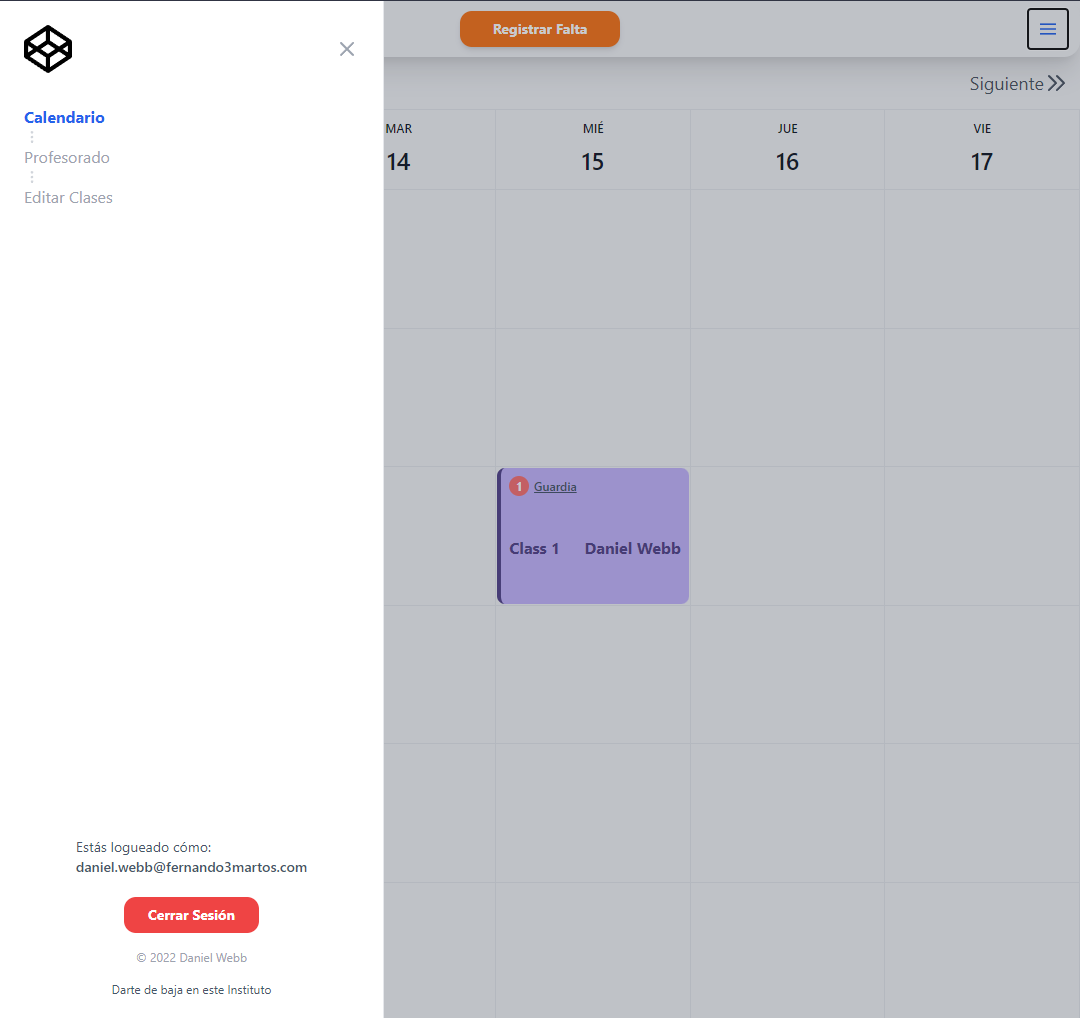 Registrar Falta
Siguiente
Calendario
Profesorado
Editar Clases
MAR
14
MIÉ
15
JUE
16
VIE
17
1 Guardia
Class 1 Daniel Webb
Estás logueado cómo:
daniel.webb@fernando3martos.com
Cerrar Sesión
© 2022 Daniel Webb
Darte de baja en este Instituto